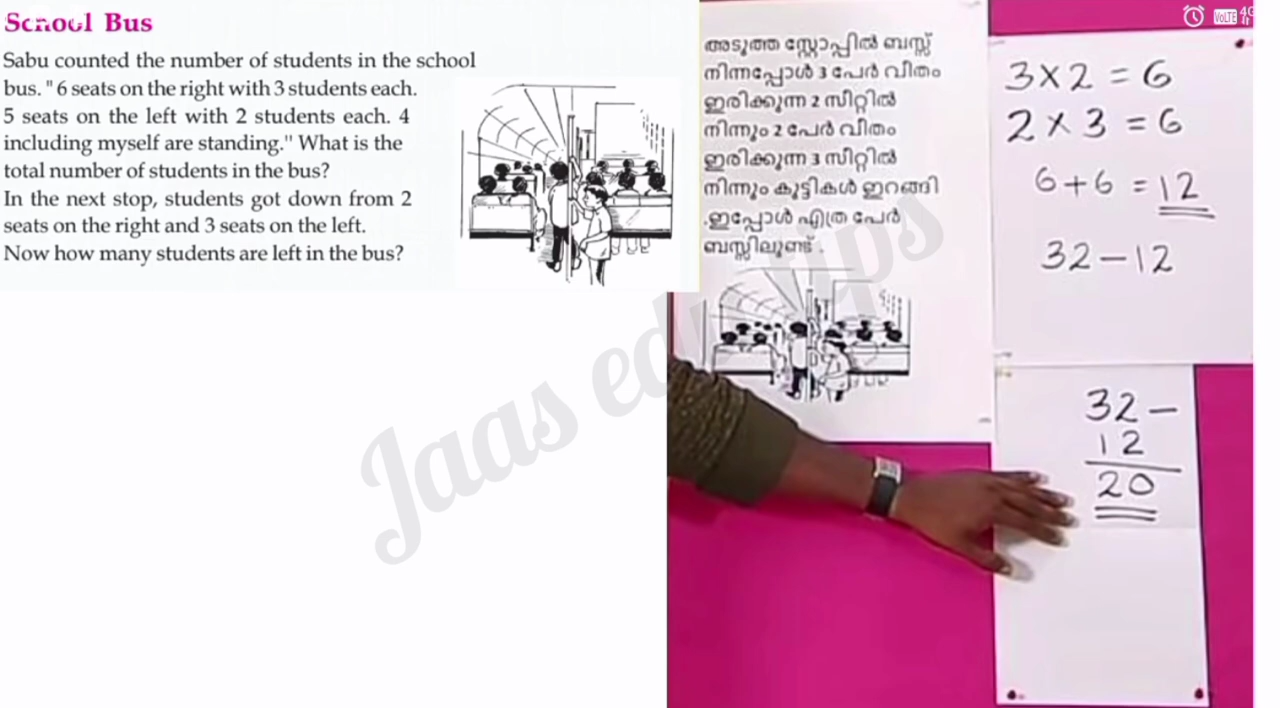 School Bus
Sabu counted the number of students in the school
bus. " 6 seats on the right with 3 students each.
5 seats on the left with 2 students each. 4
including myself are standing." What is the
total number of students in the bus?
In the next stop, students got down from 2
seats on the right and 3 seats on the left.
Now how many students are left in the bus?
അടുത്ത സ്റ്റോപ്പിൽ ബസ്സ്
നിന്നപ്പോൾ 3 പേർ വീതം
ഇരിക്കുന്ന 2 സീറ്റിൽ
നിന്നും 2 പേർ വീതം
ഇരിക്കുന്ന 3 സീറ്റിൽ
നിന്നും കുട്ടികൾ ഇറങ്ങി
.ഇപ്പോൾ എത്ര പേർ
ബസ്സിലുണ്ട് .
3 × 2 = 6
2 × 3 = 6
6 + 6 = 12
32 - 12
32 -
12
20
VoLTE 4G
Jaas edu tips